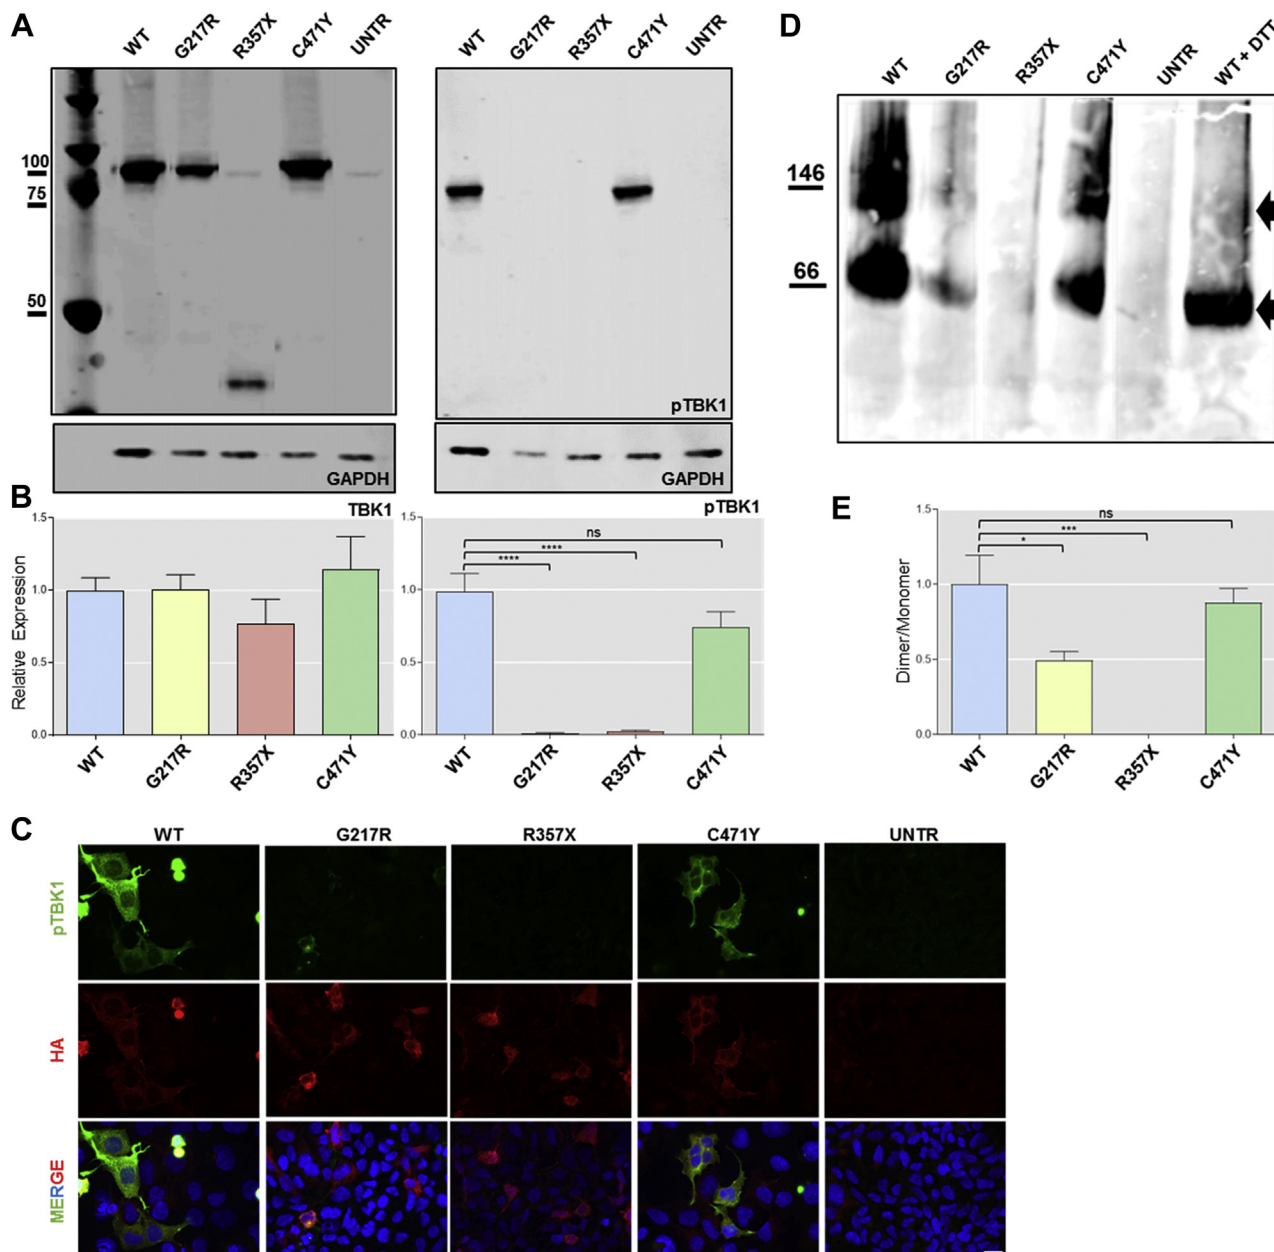 A
WT G217R R357X C471Y UNTR
100
75
50
GAPDH
WT G217R R357X C471Y UNTR
pTBK1
GAPDH
D
WT G217R R357X C471Y UNTR WT + DTT
146
66
B
TBK1
Relative Expression
1.5
1.0
0.5
0.0
WT G217R R357X C471Y
pTBK1
1.5
1.0
0.5
0.0
ns
****
****
WT G217R R357X C471Y
E
Dimer/Monomer
1.5
1.0
0.5
0.0
ns
***
*
WT G217R R357X C471Y
C
WT G217R R357X C471Y UNTR
pTBK1
HA
MERGE